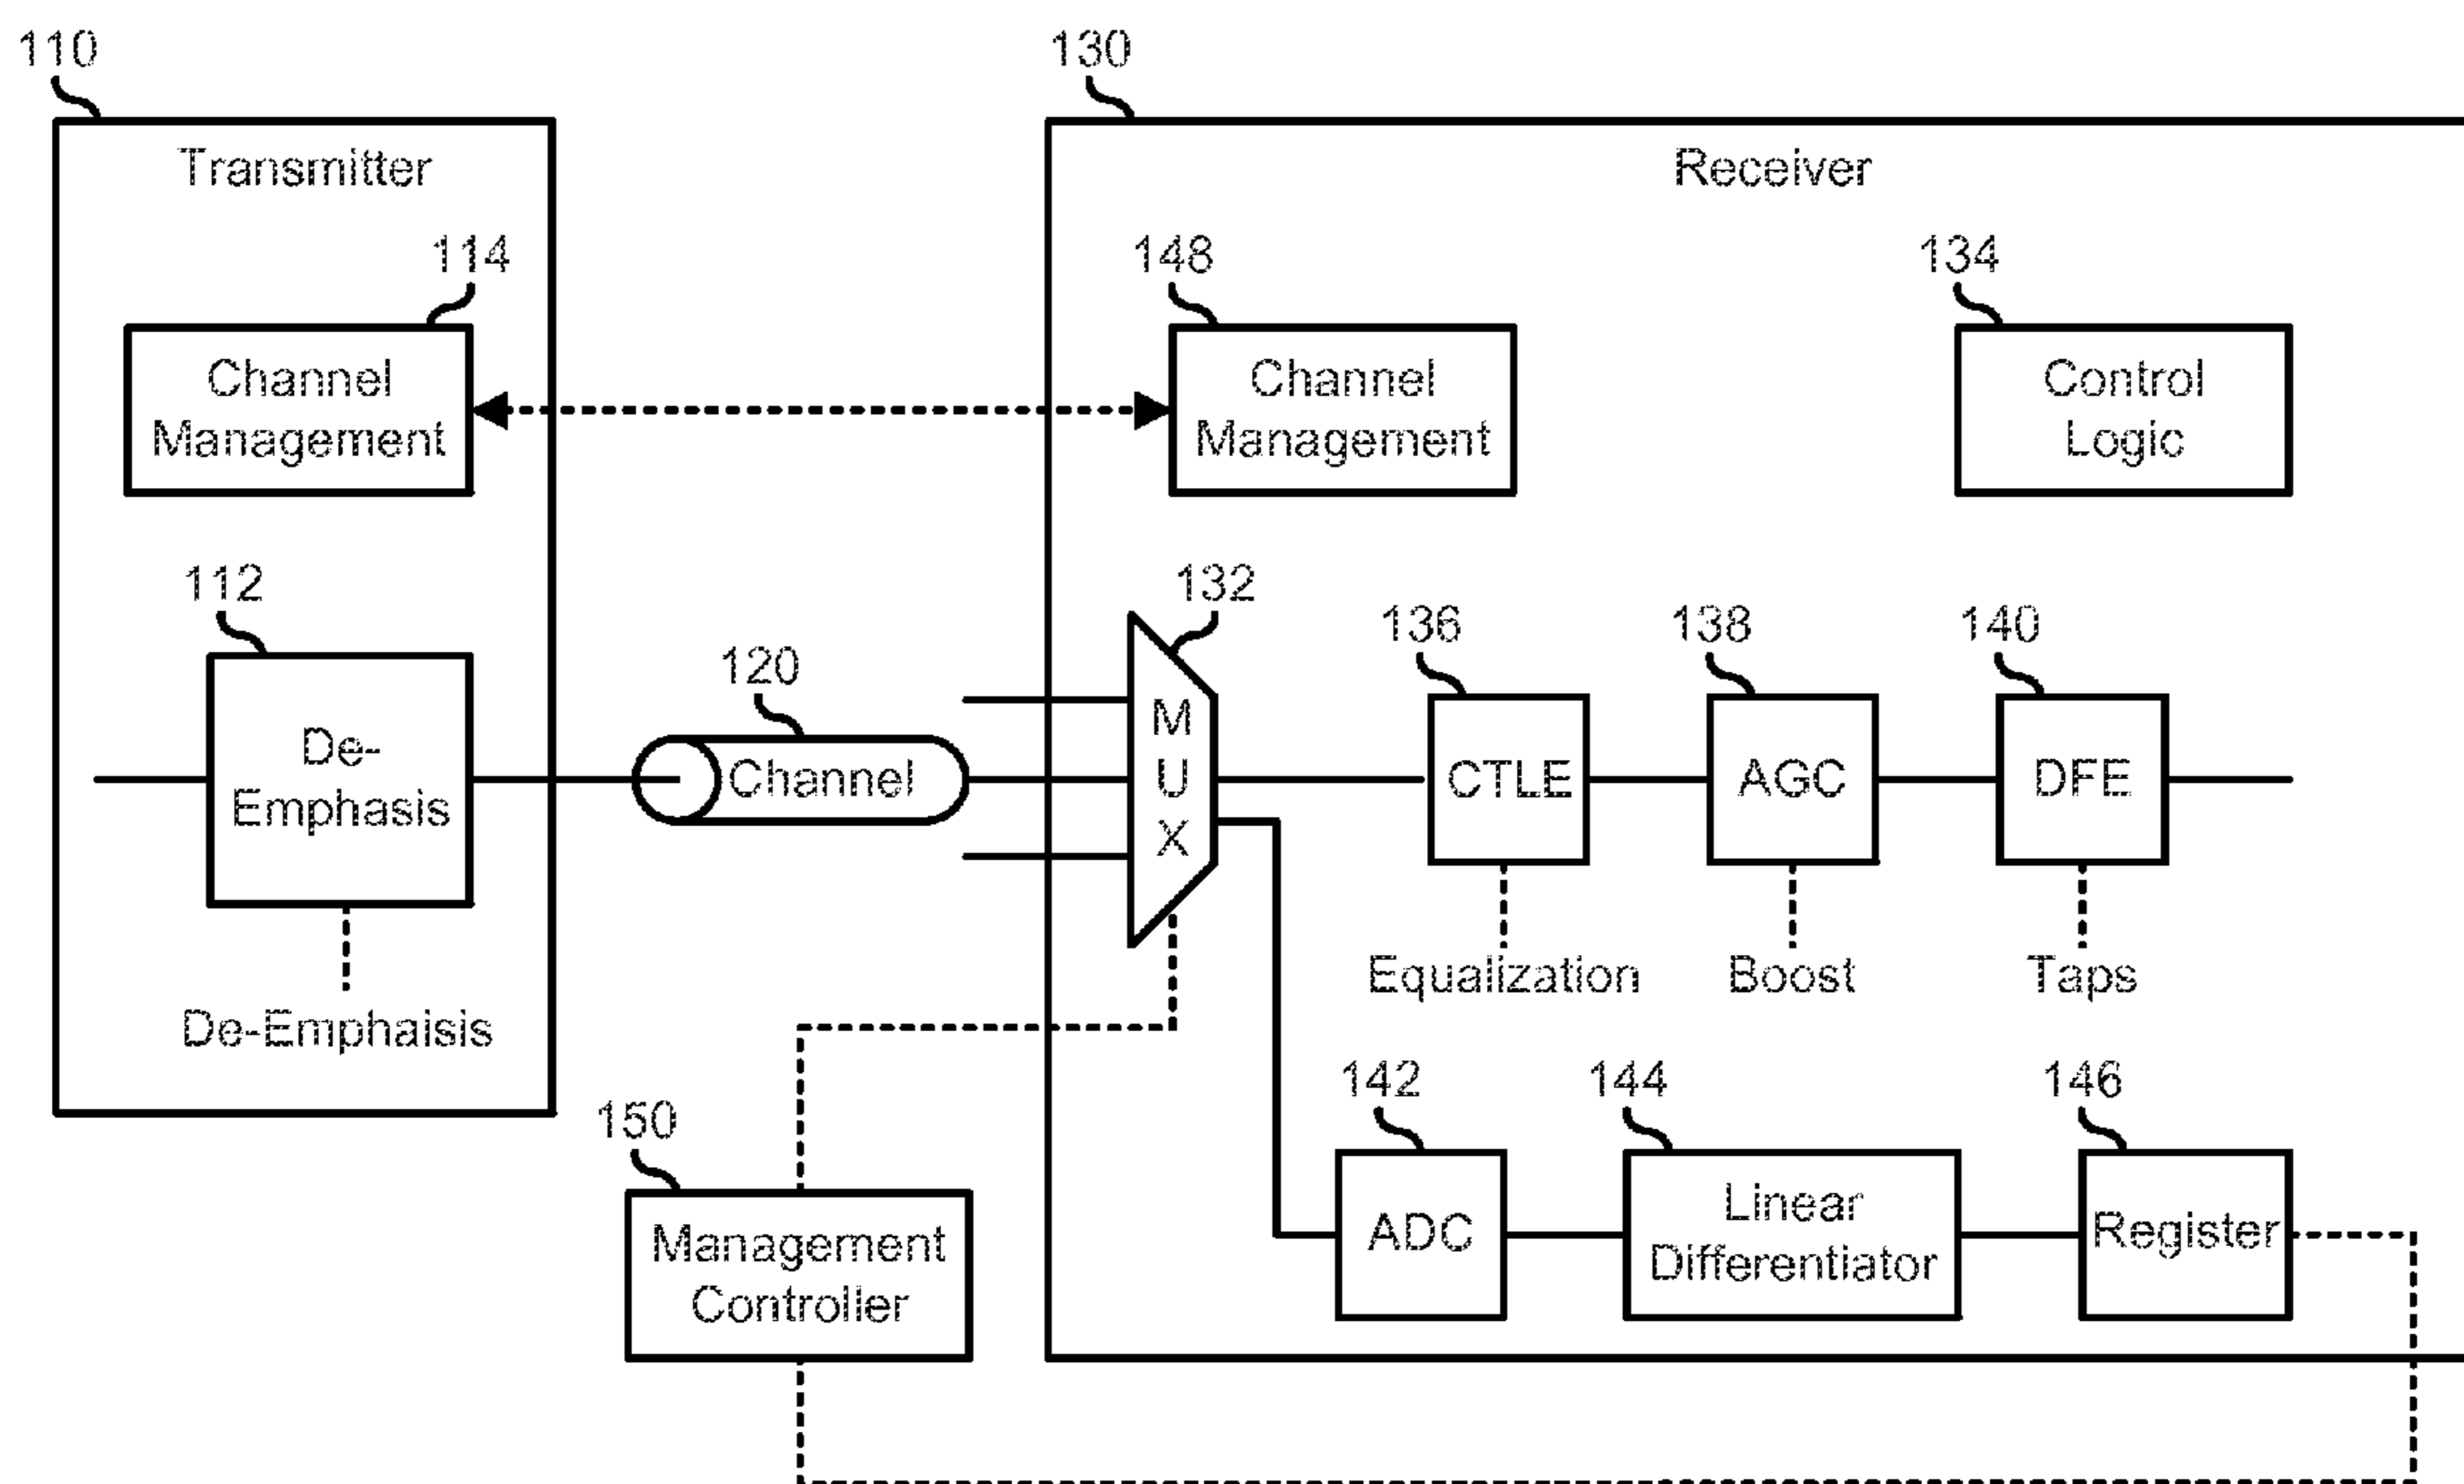 110
130
Transmitter
Receiver
114
148
134
Channel
Management
Channel
Management
Control
Logic
112
132
136
138
140
120
De-
Emphasis
Channel
M
U
X
CTLE
AGC
DFE
De-Emphaisis
Equalization
Boost
Taps
150
142
144
146
Management
Controller
ADC
Linear
Differentiator
Register